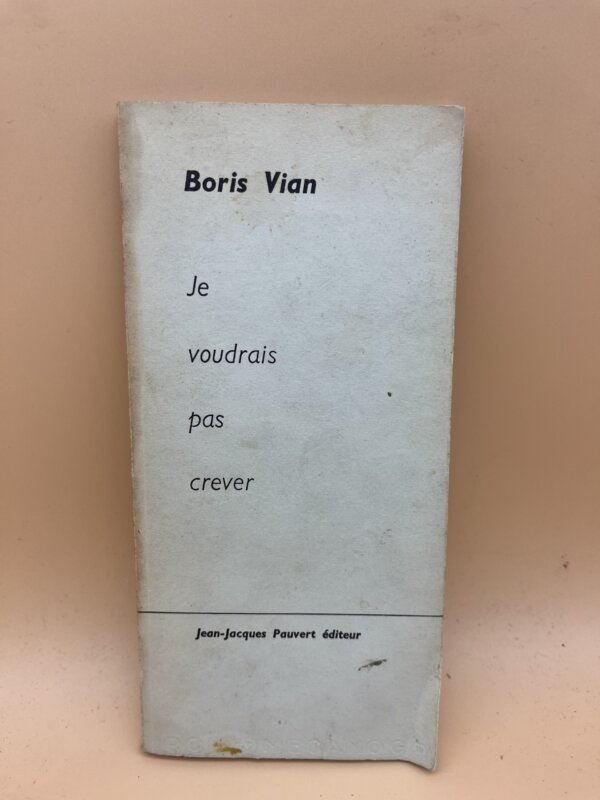 Boris Vian
Je
voudrais
pas
crever
Jean-Jacques Pauvert éditeur